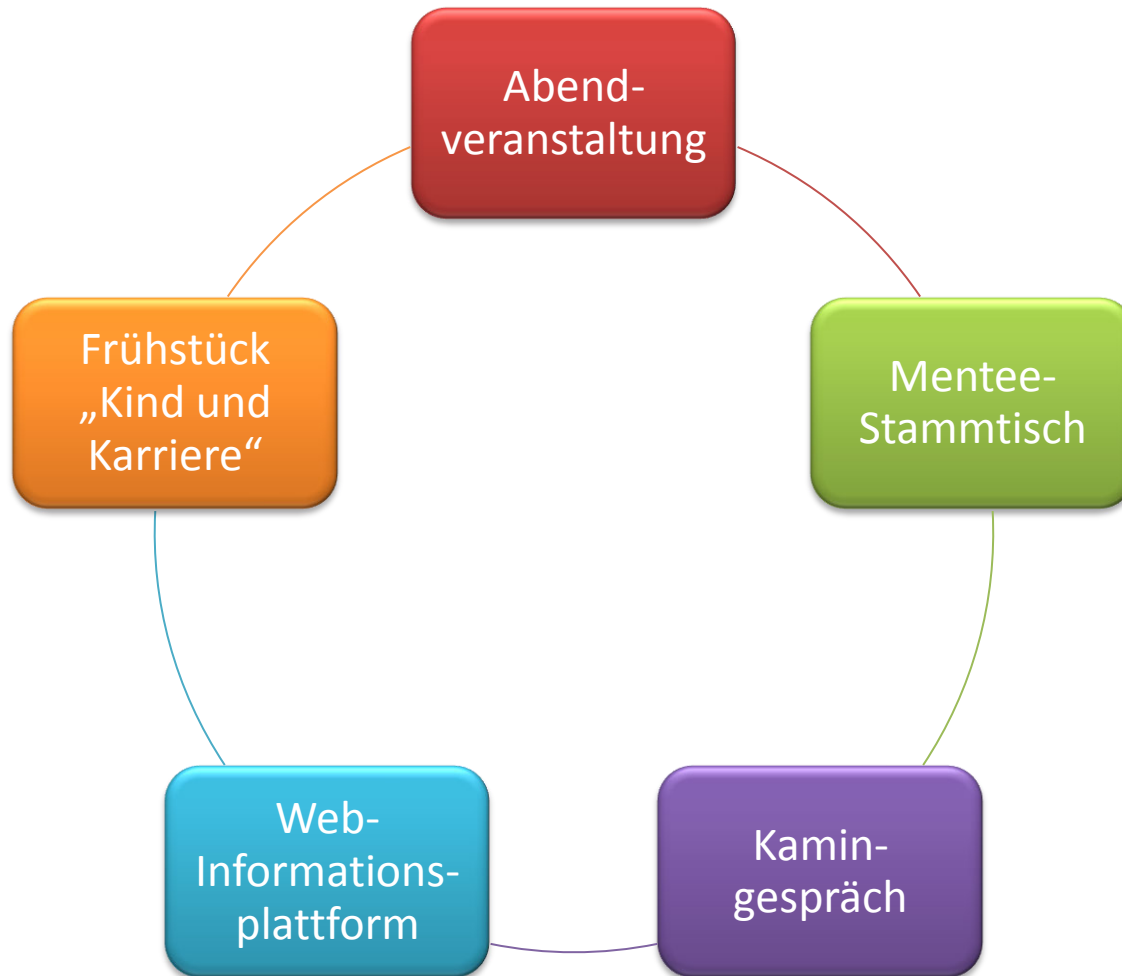 Abend-
veranstaltung
Mentee-
Stammtisch
Kamin-
gespräch
Web-
Informations-
plattform
Frühstück
„Kind und
Karriere“